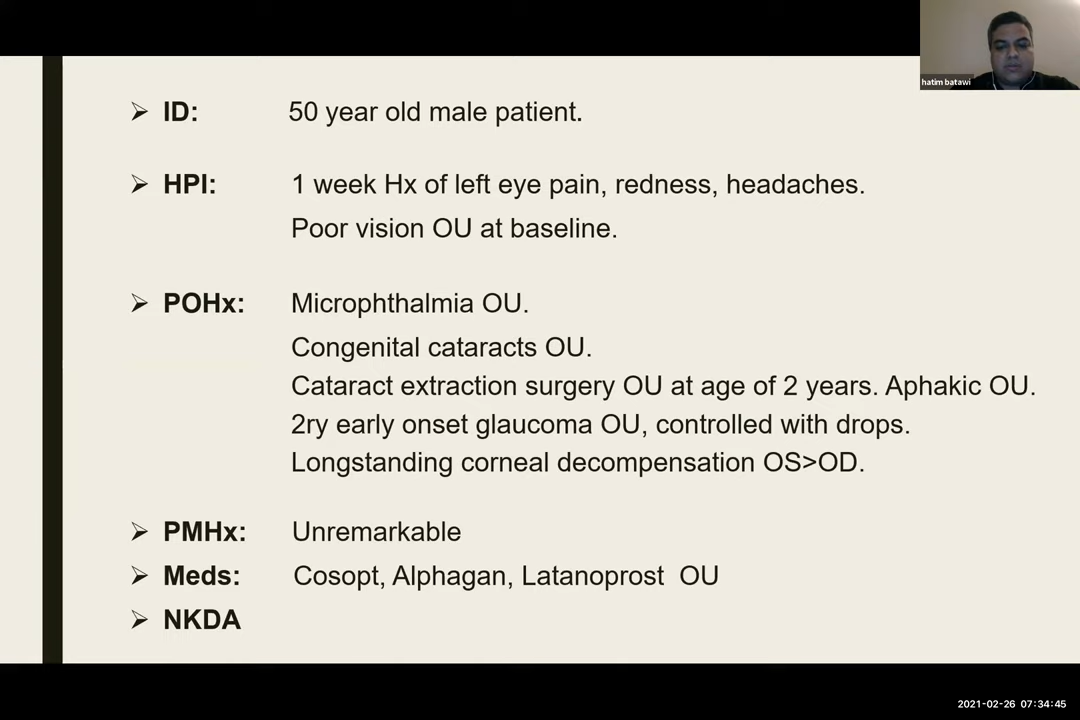 hatim batawi
➢ ID: 50 year old male patient.
➢ HPI: 1 week Hx of left eye pain, redness, headaches.
Poor vision OU at baseline.
➢ POHx: Microphthalmia OU.
Congenital cataracts OU.
Cataract extraction surgery OU at age of 2 years. Aphakic OU.
2ry early onset glaucoma OU, controlled with drops.
Longstanding corneal decompensation OS>OD.
➢ PMHx: Unremarkable
➢ Meds: Cosopt, Alphagan, Latanoprost OU
➢ NKDA
2021-02-26 07:34:45